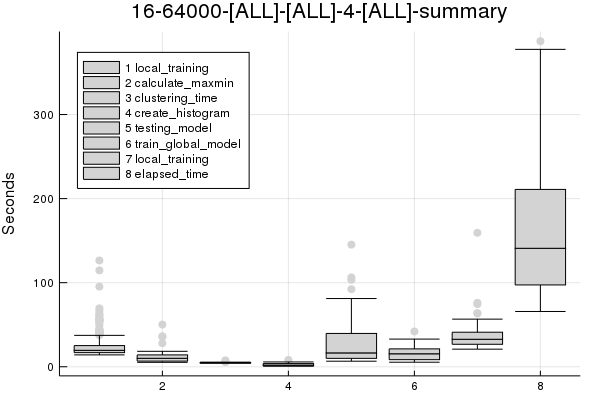 16-64000-[ALL]-[ALL]-4-[ALL]-summary
Seconds
300
200
100
0
1 local_training
2 calculate_maxmin
3 clustering_time
4 create_histogram
5 testing_model
6 train_global_model
7 local_training
8 elapsed_time
2 4 6 8